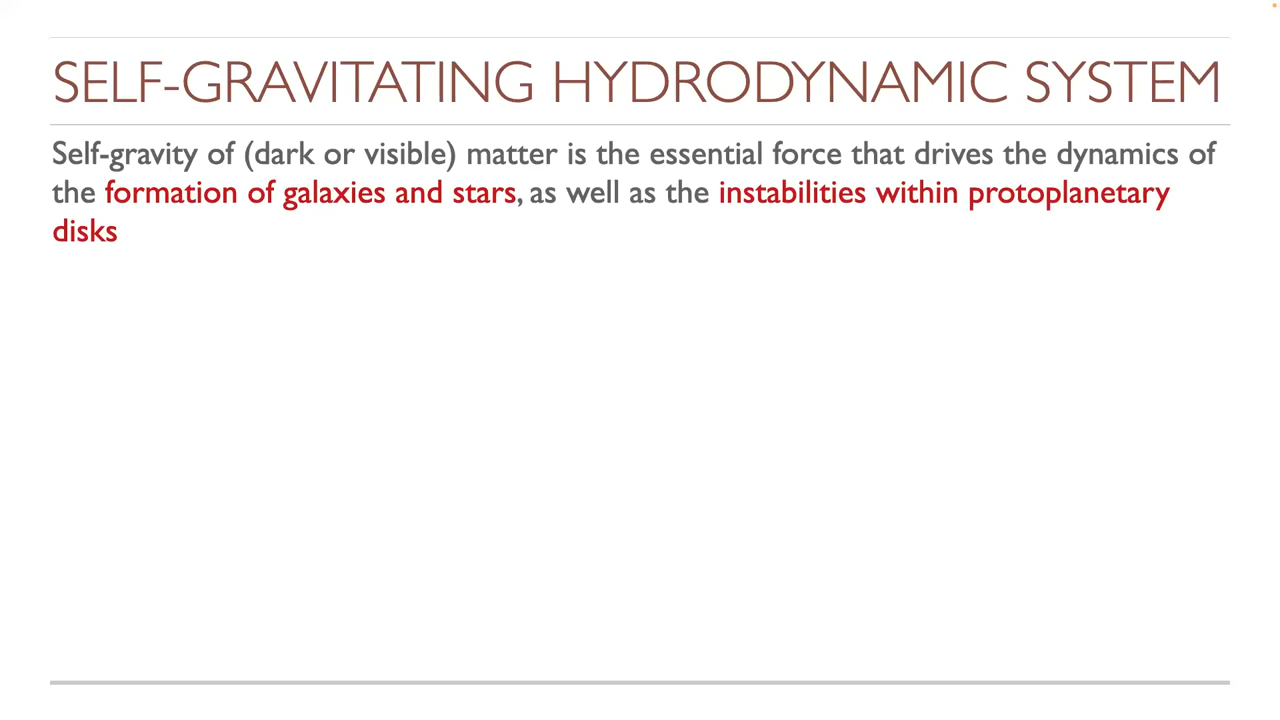 SELF-GRAVITATING HYDRODYNAMIC SYSTEM
Self-gravity of (dark or visible) matter is the essential force that drives the dynamics of
the formation of galaxies and stars, as well as the instabilities within protoplanetary
disks